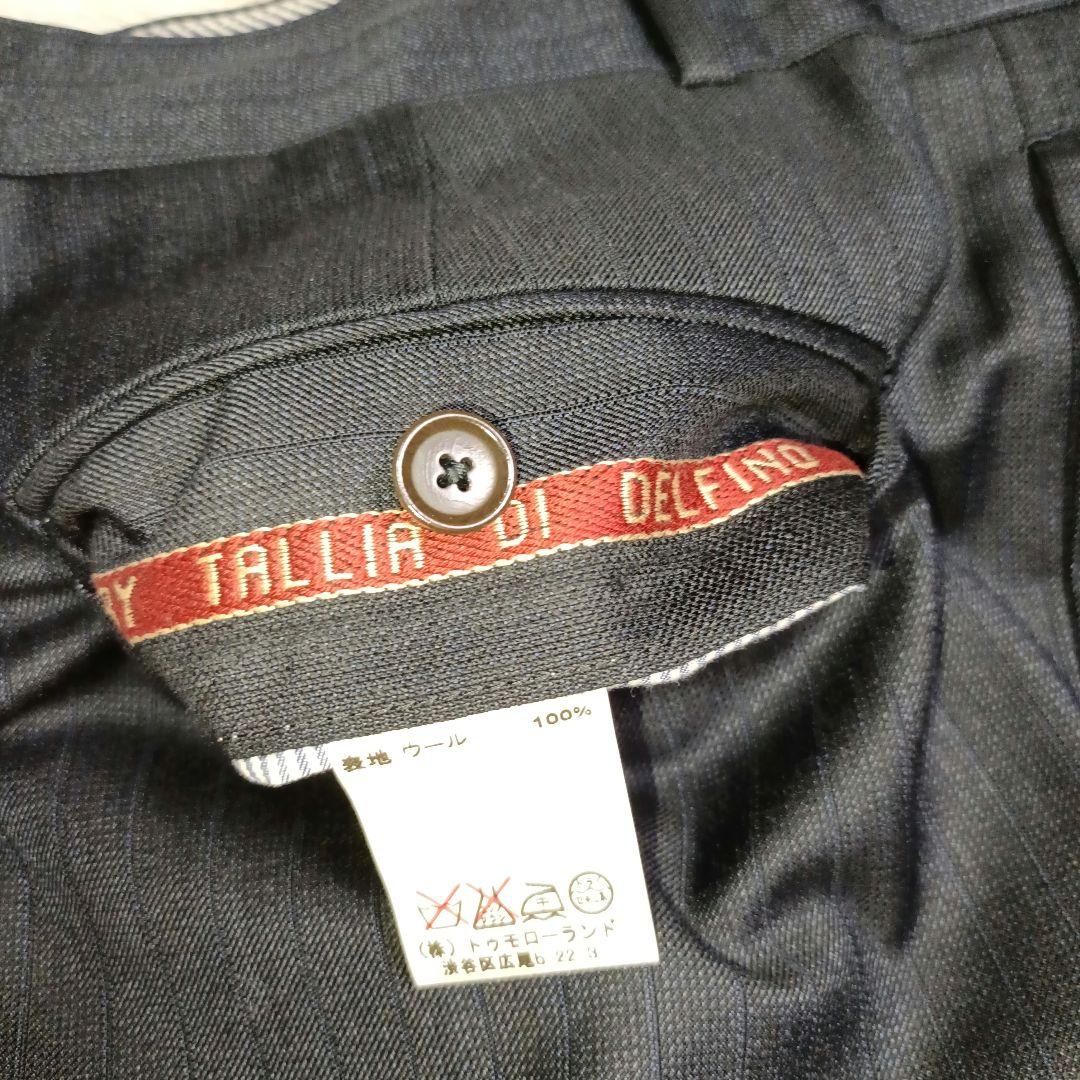 TALLIA DI DELFINO
表地 ウール 100%
(株)トゥモローランド
渋谷区広尾6 22 3